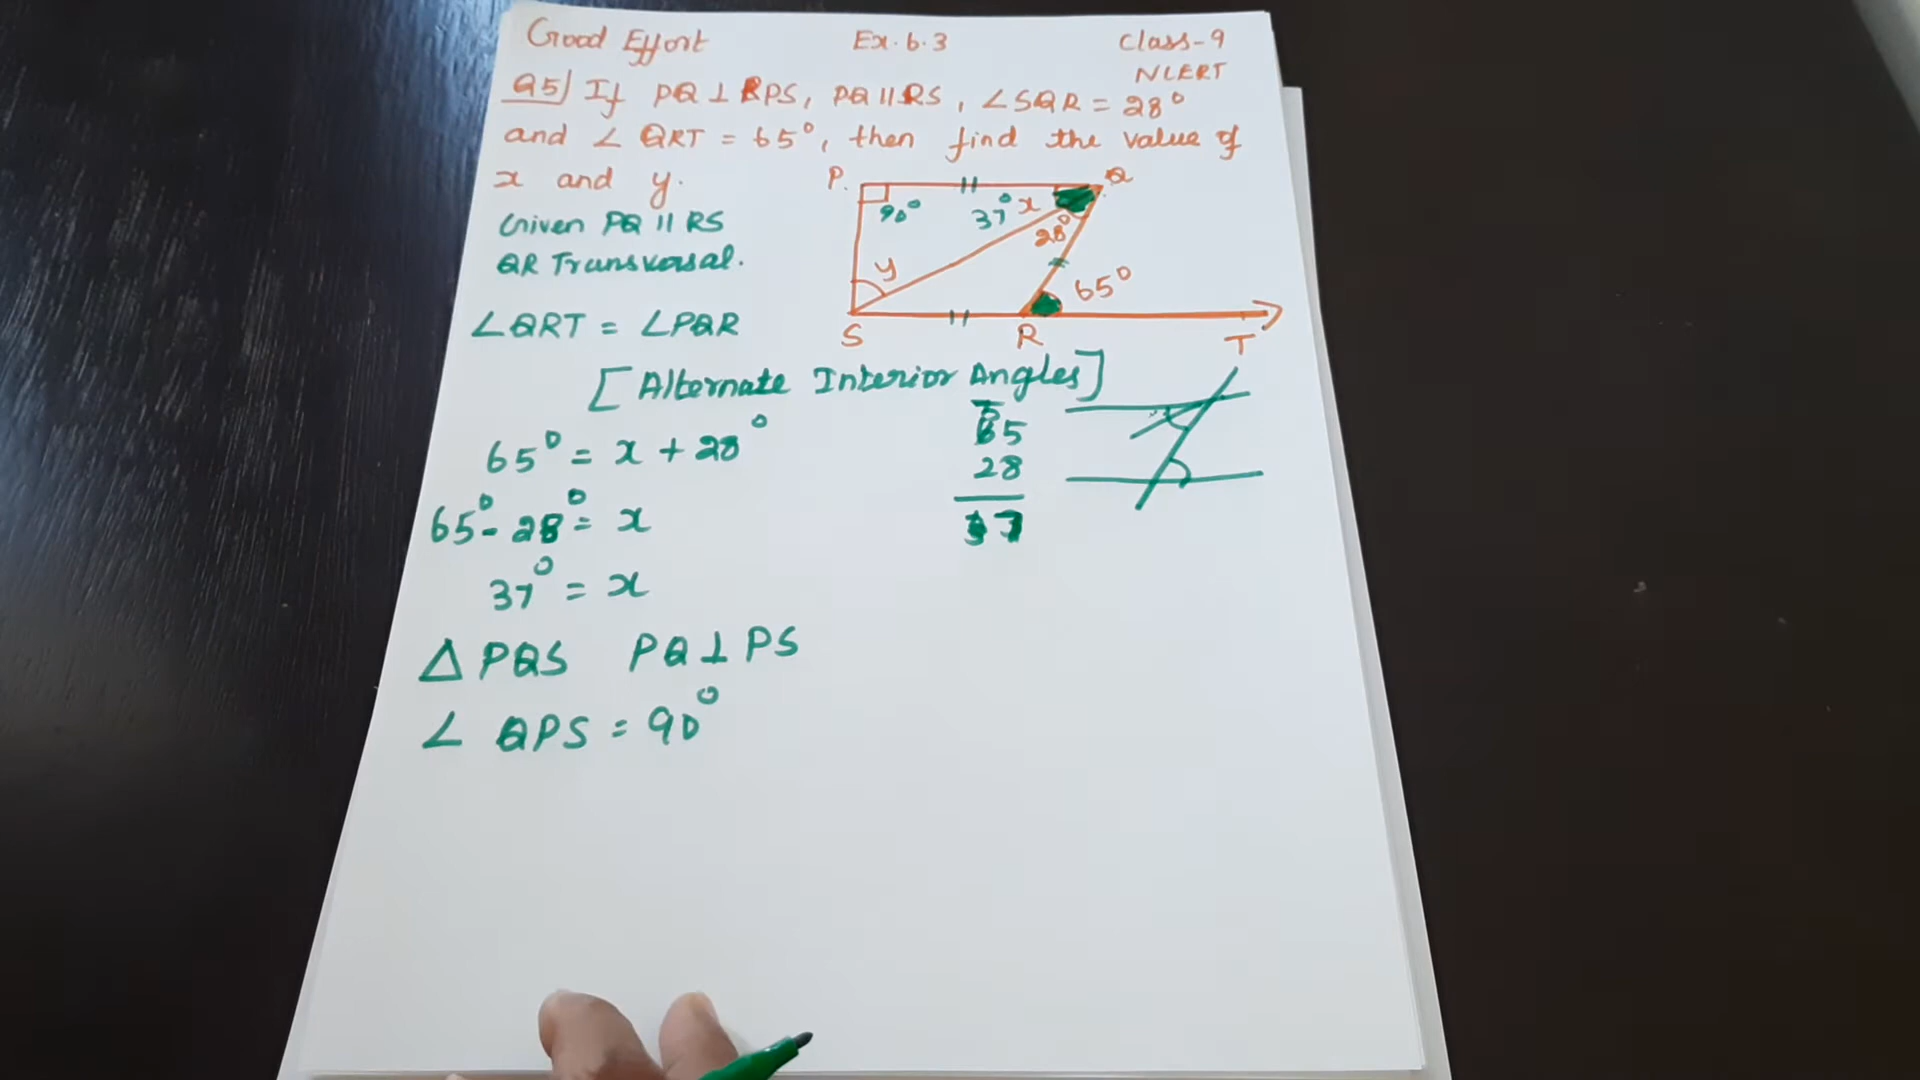 Good Effort Ex. 6.3 Class-9
NCERT
Q5) If PQ ⊥ PS, PQ || RS, ∠SQR = 28°
and ∠ QRT = 65°, then find the value of
x and y.
P. Q
90° 37° x
28°
y
65°
S R T
Given PQ || RS
QR Transversal.
∠QRT = ∠PQR
[Alternate Interior Angles]
65° = x + 28°
65° - 28° = x
37° = x
65
28
37
△ PQS PQ ⊥ PS
∠ QPS = 90°